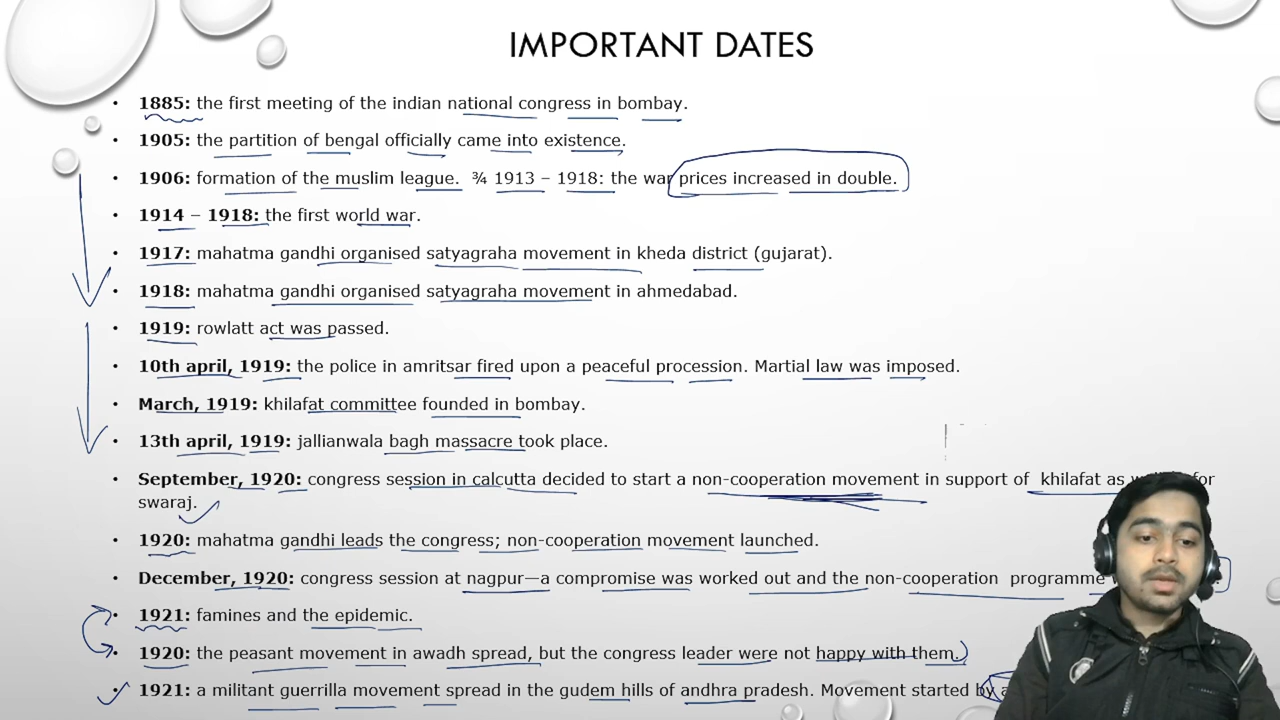 IMPORTANT DATES
• 1885: the first meeting of the indian national congress in bombay.
• 1905: the partition of bengal officially came into existence.
• 1906: formation of the muslim league. ¾ 1913 – 1918: the war prices increased in double.
• 1914 – 1918: the first world war.
• 1917: mahatma gandhi organised satyagraha movement in kheda district (gujarat).
• 1918: mahatma gandhi organised satyagraha movement in ahmedabad.
• 1919: rowlatt act was passed.
• 10th april, 1919: the police in amritsar fired upon a peaceful procession. Martial law was imposed.
• March, 1919: khilafat committee founded in bombay.
• 13th april, 1919: jallianwala bagh massacre took place.
• September, 1920: congress session in calcutta decided to start a non-cooperation movement in support of khilafat as for
swaraj.
• 1920: mahatma gandhi leads the congress; non-cooperation movement launched.
• December, 1920: congress session at nagpur—a compromise was worked out and the non-cooperation programme
• 1921: famines and the epidemic.
• 1920: the peasant movement in awadh spread, but the congress leader were not happy with them.
• 1921: a militant guerrilla movement spread in the gudem hills of andhra pradesh. Movement started by